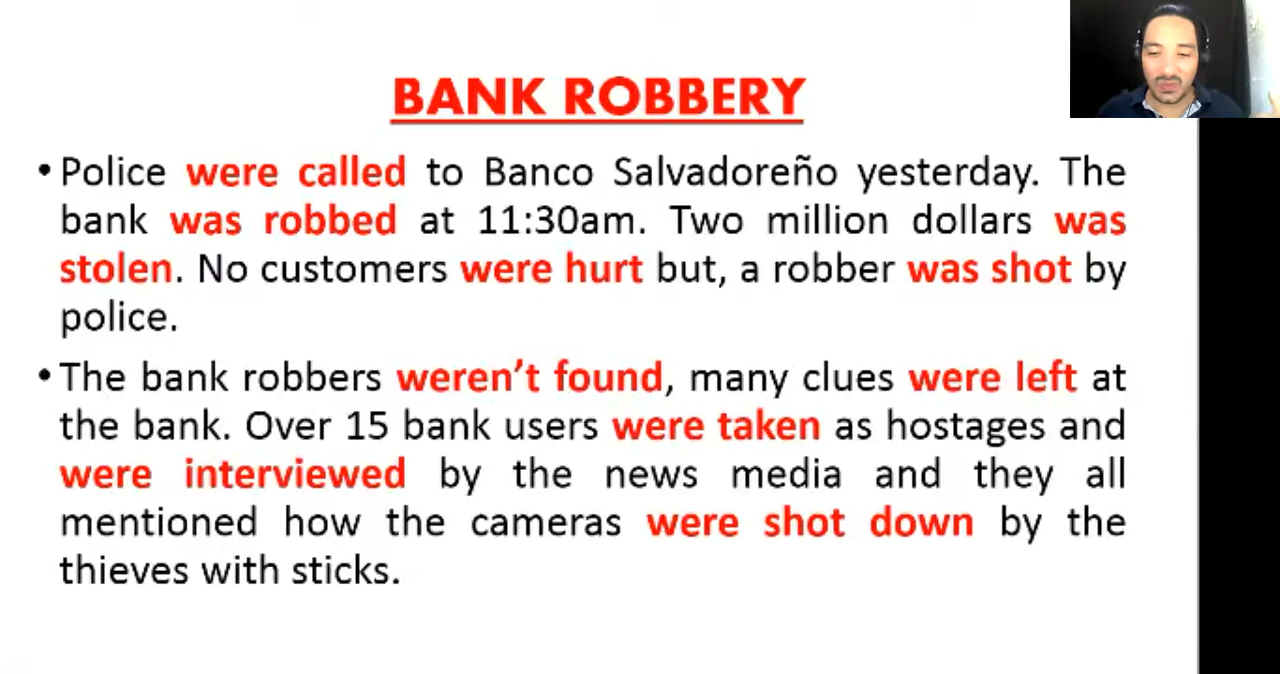 BANK ROBBERY
• Police were called to Banco Salvadoreño yesterday. The
bank was robbed at 11:30am. Two million dollars was
stolen. No customers were hurt but, a robber was shot by
police.
• The bank robbers weren’t found, many clues were left at
the bank. Over 15 bank users were taken as hostages and
were interviewed by the news media and they all
mentioned how the cameras were shot down by the
thieves with sticks.